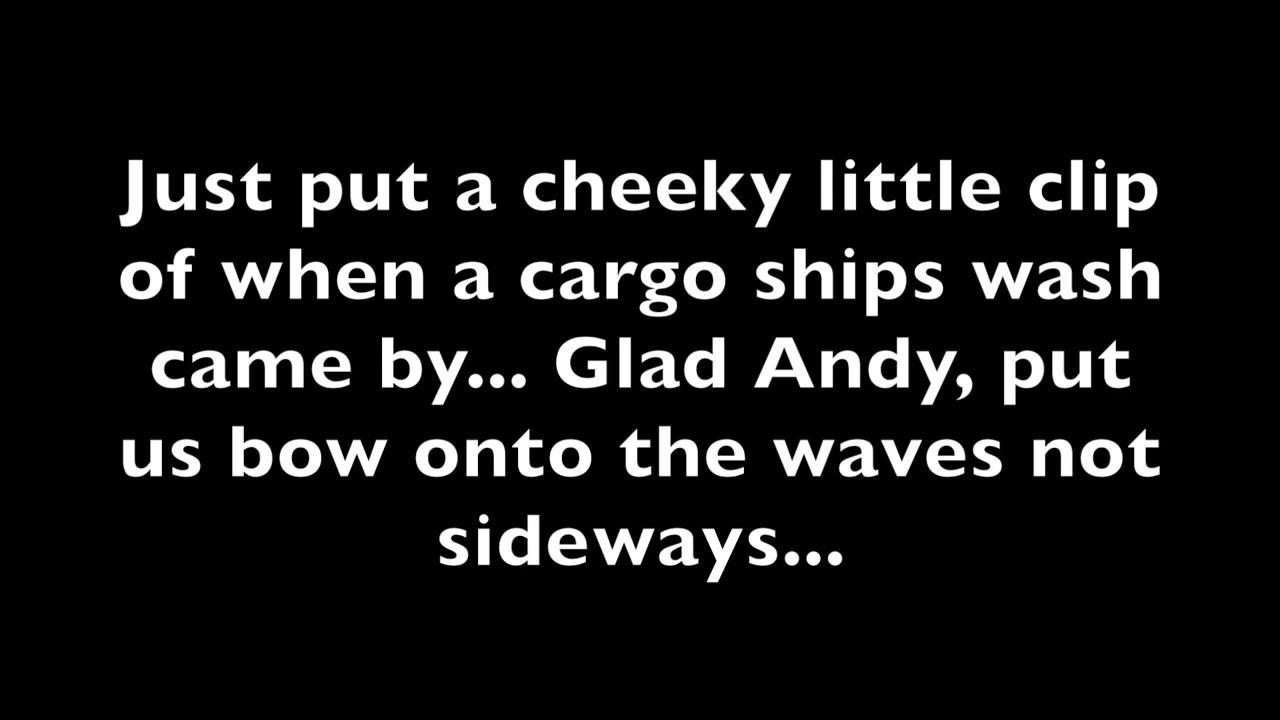 Just put a cheeky little clip
of when a cargo ships wash
came by... Glad Andy, put
us bow onto the waves not
sideways...